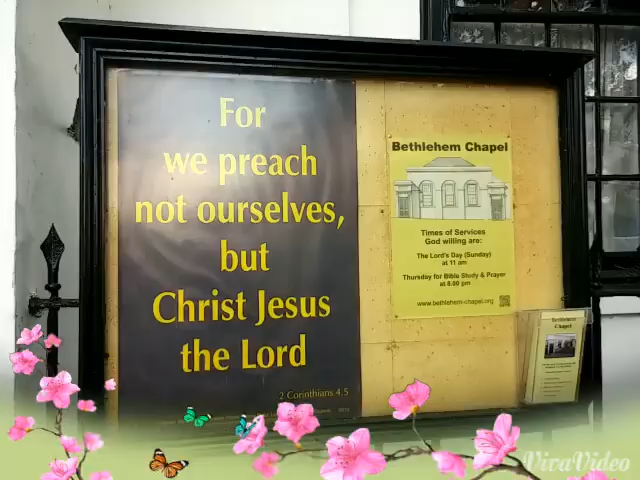 For
we preach
not ourselves,
but
Christ Jesus
the Lord
2 Corinthians 4:5
Bethlehem Chapel
Times of Services
God willing are:
The Lord's Day (Sunday)
at 11 am
Thursday for Bible Study & Prayer
at 8.00 pm
www.bethlehem-chapel.org
Bethlehem
Chapel
VivaVideo